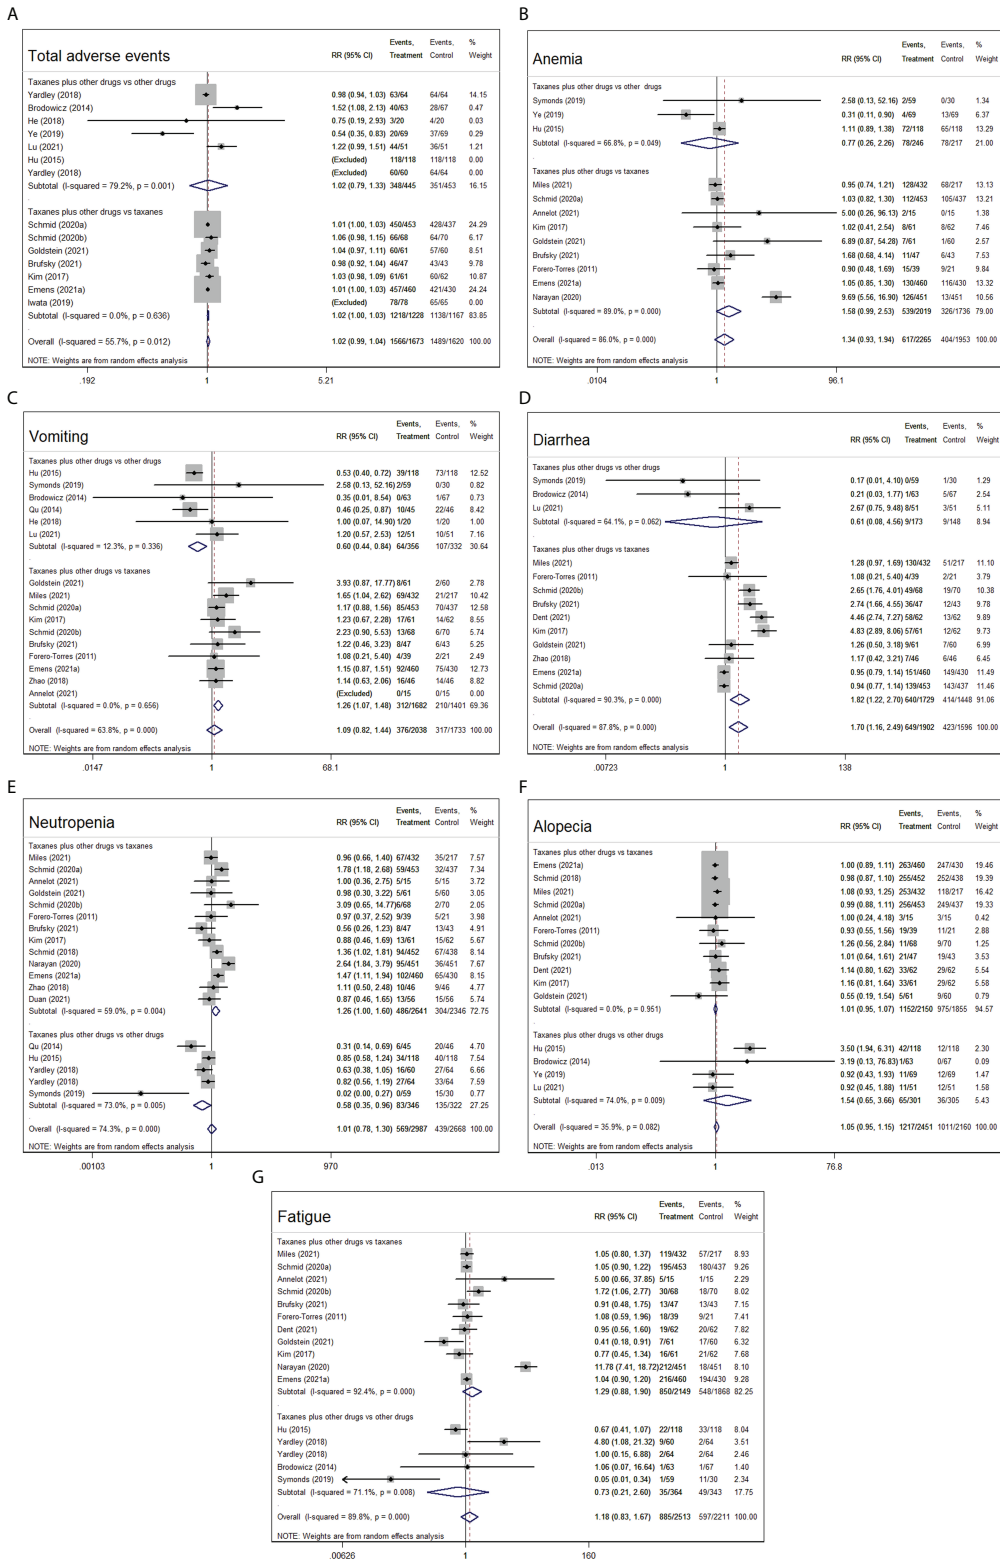 A
Total adverse events
Events, Events, %
RR (95% CI) Treatment Control Weight
Taxanes plus other drugs vs other drugs
Yardley (2018) 0.98 (0.94, 1.03) 63/64 64/64 14.15
Brodowicz (2014) 1.52 (1.08, 2.13) 40/63 28/67 0.47
He (2018) 0.75 (0.19, 2.93) 3/20 4/20 0.03
Ye (2019) 0.54 (0.35, 0.83) 20/69 37/69 0.29
Lu (2021) 1.22 (0.99, 1.51) 44/51 36/51 1.21
Hu (2015) (Excluded) 118/118 118/118 0.00
Yardley (2018) (Excluded) 60/60 64/64 0.00
Subtotal (I-squared = 79.2%, p = 0.001) 1.02 (0.79, 1.33) 348/445 351/453 16.15
.
Taxanes plus other drugs vs taxanes
Schmid (2020a) 1.01 (1.00, 1.03) 450/453 428/437 24.29
Schmid (2020b) 1.06 (0.98, 1.15) 66/68 64/70 6.17
Goldstein (2021) 1.04 (0.97, 1.11) 60/61 57/60 8.51
Brufsky (2021) 0.98 (0.92, 1.04) 46/47 43/43 9.78
Kim (2017) 1.03 (0.98, 1.09) 61/61 60/62 10.87
Emens (2021a) 1.01 (1.00, 1.03) 457/460 421/430 24.24
Iwata (2019) (Excluded) 78/78 65/65 0.00
Subtotal (I-squared = 0.0%, p = 0.636) 1.02 (1.00, 1.03) 1218/1228 1138/1167 83.85
.
Overall (I-squared = 55.7%, p = 0.012) 1.02 (0.99, 1.04) 1566/1673 1489/1620 100.00
NOTE: Weights are from random effects analysis
.192 1 5.21
B
Anemia
Events, Events, %
RR (95% CI) Treatment Control Weight
Taxanes plus other drugs vs other drugs
Symonds (2019) 2.58 (0.13, 52.16) 2/59 0/30 1.34
Ye (2019) 0.31 (0.11, 0.90) 4/69 13/69 6.37
Hu (2015) 1.11 (0.89, 1.38) 72/118 65/118 13.28
Subtotal (I-squared = 66.8%, p = 0.049) 0.77 (0.26, 2.26) 78/246 78/217 21.00
.
Taxanes plus other drugs vs taxanes
Miles (2021) 0.95 (0.74, 1.21) 128/432 68/217 13.13
Schmid (2020a) 1.03 (0.82, 1.30) 112/453 105/437 13.21
Annelot (2021) 5.00 (0.26, 96.13) 2/15 0/15 1.38
Kim (2017) 1.02 (0.41, 2.54) 8/61 8/62 7.46
Goldstein (2021) 6.89 (0.87, 54.28) 7/61 1/60 2.57
Brufsky (2021) 1.68 (0.68, 4.14) 11/47 6/43 7.53
Forero-Torres (2011) 0.90 (0.48, 1.69) 15/39 9/21 9.84
Emens (2021a) 1.05 (0.85, 1.30) 130/460 116/430 13.32
Narayan (2020) 9.69 (5.56, 16.90) 126/451 13/451 10.56
Subtotal (I-squared = 89.0%, p = 0.000) 1.58 (0.99, 2.53) 539/2019 326/1736 79.00
.
Overall (I-squared = 86.0%, p = 0.000) 1.34 (0.93, 1.94) 617/2265 404/1953 100.00
NOTE: Weights are from random effects analysis
.0104 1 96.1
C
Vomiting
Events, Events, %
RR (95% CI) Treatment Control Weight
Taxanes plus other drugs vs other drugs
Hu (2015) 0.53 (0.40, 0.72) 39/118 73/118 12.52
Symonds (2019) 2.58 (0.13, 52.16) 2/59 0/30 0.82
Brodowicz (2014) 0.35 (0.01, 8.54) 0/63 1/67 0.73
Qu (2014) 0.46 (0.25, 0.87) 10/45 22/46 8.42
He (2018) 1.00 (0.07, 14.90) 1/20 1/20 1.00
Lu (2021) 1.20 (0.57, 2.53) 12/51 10/51 7.16
Subtotal (I-squared = 12.3%, p = 0.336) 0.60 (0.44, 0.84) 64/356 107/332 30.64
.
Taxanes plus other drugs vs taxanes
Goldstein (2021) 3.93 (0.87, 17.77) 8/61 2/60 2.78
Miles (2021) 1.65 (1.04, 2.62) 69/432 21/217 10.42
Schmid (2020a) 1.17 (0.88, 1.56) 85/453 70/437 12.58
Kim (2017) 1.23 (0.67, 2.28) 17/61 14/62 8.55
Schmid (2020b) 2.23 (0.90, 5.53) 13/68 6/70 5.74
Brufsky (2021) 1.22 (0.46, 3.23) 8/47 6/43 5.25
Forero-Torres (2011) 1.08 (0.21, 5.40) 4/39 2/21 2.49
Emens (2021a) 1.15 (0.87, 1.51) 92/460 75/430 12.73
Zhao (2018) 1.14 (0.63, 2.06) 16/46 14/46 8.82
Annelot (2021) (Excluded) 0/15 0/15 0.00
Subtotal (I-squared = 0.0%, p = 0.656) 1.26 (1.07, 1.48) 312/1682 210/1401 69.36
.
Overall (I-squared = 63.8%, p = 0.000) 1.09 (0.82, 1.44) 376/2038 317/1733 100.00
NOTE: Weights are from random effects analysis
.0147 1 68.1
D
Diarrhea
Events, Events, %
RR (95% CI) Treatment Control Weight
Taxanes plus other drugs vs other drugs
Symonds (2019) 0.17 (0.01, 4.10) 0/59 1/30 1.29
Brodowicz (2014) 0.21 (0.03, 1.77) 1/63 5/67 2.54
Lu (2021) 2.67 (0.75, 9.48) 8/51 3/51 5.11
Subtotal (I-squared = 64.1%, p = 0.062) 0.61 (0.08, 4.56) 9/173 9/148 8.94
.
Taxanes plus other drugs vs taxanes
Miles (2021) 1.28 (0.97, 1.69) 130/432 51/217 11.10
Forero-Torres (2011) 1.08 (0.21, 5.40) 4/39 2/21 3.79
Schmid (2020b) 2.65 (1.76, 4.01) 49/68 19/70 10.38
Brufsky (2021) 2.74 (1.66, 4.55) 36/47 12/43 9.78
Dent (2021) 4.46 (2.74, 7.27) 58/62 13/62 9.89
Kim (2017) 4.83 (2.89, 8.06) 57/61 12/62 9.73
Goldstein (2021) 1.26 (0.50, 3.18) 9/61 7/60 6.99
Zhao (2018) 1.17 (0.42, 3.21) 7/46 6/46 6.45
Emens (2021a) 0.95 (0.79, 1.14) 151/460 149/430 11.49
Schmid (2020a) 0.94 (0.77, 1.14) 139/453 143/437 11.46
Subtotal (I-squared = 90.3%, p = 0.000) 1.82 (1.22, 2.70) 640/1729 414/1448 91.06
.
Overall (I-squared = 87.8%, p = 0.000) 1.70 (1.16, 2.49) 649/1902 423/1596 100.00
NOTE: Weights are from random effects analysis
.00723 1 138
E
Neutropenia
Events, Events, %
RR (95% CI) Treatment Control Weight
Taxanes plus other drugs vs taxanes
Miles (2021) 0.96 (0.66, 1.40) 67/432 35/217 7.57
Schmid (2020a) 1.78 (1.18, 2.68) 59/453 32/437 7.34
Annelot (2021) 1.00 (0.36, 2.75) 5/15 5/15 3.72
Goldstein (2021) 0.98 (0.30, 3.22) 5/61 5/60 3.05
Schmid (2020b) 3.09 (0.65, 14.77) 6/68 2/70 2.05
Forero-Torres (2011) 0.97 (0.37, 2.52) 9/39 5/21 3.98
Brufsky (2021) 0.56 (0.26, 1.23) 8/47 13/43 4.91
Kim (2017) 0.88 (0.46, 1.69) 13/61 15/62 5.67
Schmid (2018) 1.36 (1.02, 1.81) 94/452 67/438 8.14
Narayan (2020) 2.64 (1.84, 3.79) 95/451 36/451 7.67
Emens (2021a) 1.47 (1.11, 1.94) 102/460 65/430 8.15
Zhao (2018) 1.11 (0.50, 2.48) 10/46 9/46 4.77
Duan (2021) 0.87 (0.46, 1.65) 13/56 15/56 5.74
Subtotal (I-squared = 59.0%, p = 0.004) 1.26 (1.00, 1.60) 486/2641 304/2346 72.75
.
Taxanes plus other drugs vs other drugs
Qu (2014) 0.31 (0.14, 0.69) 6/45 20/46 4.70
Hu (2015) 0.85 (0.58, 1.24) 34/118 40/118 7.54
Yardley (2018) 0.63 (0.38, 1.05) 16/60 27/64 6.66
Yardley (2018) 0.82 (0.56, 1.19) 27/64 33/64 7.59
Symonds (2019) 0.02 (0.00, 0.27) 0/59 15/30 0.77
Subtotal (I-squared = 73.0%, p = 0.005) 0.58 (0.35, 0.96) 83/346 135/322 27.25
.
Overall (I-squared = 74.3%, p = 0.000) 1.01 (0.78, 1.30) 569/2987 439/2668 100.00
NOTE: Weights are from random effects analysis
.00103 1 970
F
Alopecia
Events, Events, %
RR (95% CI) Treatment Control Weight
Taxanes plus other drugs vs taxanes
Emens (2021a) 1.00 (0.89, 1.11) 263/460 247/430 19.46
Schmid (2018) 0.98 (0.87, 1.10) 255/452 252/438 19.39
Miles (2021) 1.08 (0.93, 1.25) 253/432 118/217 16.42
Schmid (2020a) 0.99 (0.88, 1.11) 256/453 249/437 19.33
Annelot (2021) 1.00 (0.24, 4.18) 3/15 3/15 0.42
Forero-Torres (2011) 0.93 (0.55, 1.56) 19/39 11/21 2.88
Schmid (2020b) 1.26 (0.56, 2.84) 11/68 9/70 1.25
Brufsky (2021) 1.01 (0.64, 1.61) 21/47 19/43 3.53
Dent (2021) 1.14 (0.80, 1.62) 33/62 29/62 5.54
Kim (2017) 1.16 (0.81, 1.64) 33/61 29/62 5.58
Goldstein (2021) 0.55 (0.19, 1.54) 5/61 9/60 0.79
Subtotal (I-squared = 0.0%, p = 0.951) 1.01 (0.95, 1.07) 1152/2150 975/1855 94.57
.
Taxanes plus other drugs vs other drugs
Hu (2015) 3.50 (1.94, 6.31) 42/118 12/118 2.30
Brodowicz (2014) 3.19 (0.13, 76.83) 1/63 0/67 0.09
Ye (2019) 0.92 (0.43, 1.93) 11/69 12/69 1.47
Lu (2021) 0.92 (0.45, 1.88) 11/51 12/51 1.58
Subtotal (I-squared = 74.0%, p = 0.009) 1.54 (0.65, 3.66) 65/301 36/305 5.43
.
Overall (I-squared = 35.9%, p = 0.082) 1.05 (0.95, 1.15) 1217/2451 1011/2160 100.00
NOTE: Weights are from random effects analysis
.013 1 76.8
G
Fatigue
Events, Events, %
RR (95% CI) Treatment Control Weight
Taxanes plus other drugs vs taxanes
Miles (2021) 1.05 (0.80, 1.37) 119/432 57/217 8.93
Schmid (2020a) 1.05 (0.90, 1.22) 195/453 180/437 9.26
Annelot (2021) 5.00 (0.66, 37.85) 5/15 1/15 2.29
Schmid (2020b) 1.72 (1.06, 2.77) 30/68 18/70 8.02
Brufsky (2021) 0.91 (0.48, 1.75) 13/47 13/43 7.15
Forero-Torres (2011) 1.08 (0.59, 1.96) 18/39 9/21 7.41
Dent (2021) 0.95 (0.56, 1.60) 19/62 20/62 7.82
Goldstein (2021) 0.41 (0.18, 0.91) 7/61 17/60 6.32
Kim (2017) 0.77 (0.45, 1.34) 16/61 21/62 7.68
Narayan (2020) 11.78 (7.41, 18.72) 212/451 18/451 8.10
Emens (2021a) 1.04 (0.90, 1.20) 216/460 194/430 9.28
Subtotal (I-squared = 92.4%, p = 0.000) 1.29 (0.88, 1.90) 850/2149 548/1868 82.25
.
Taxanes plus other drugs vs other drugs
Hu (2015) 0.67 (0.41, 1.07) 22/118 33/118 8.04
Yardley (2018) 4.80 (1.08, 21.32) 9/60 2/64 3.51
Yardley (2018) 1.00 (0.15, 6.88) 2/64 2/64 2.46
Brodowicz (2014) 1.06 (0.07, 16.64) 1/63 1/67 1.40
Symonds (2019) 0.05 (0.01, 0.34) 1/59 11/30 2.34
Subtotal (I-squared = 71.1%, p = 0.008) 0.73 (0.21, 2.60) 35/364 49/343 17.75
.
Overall (I-squared = 89.8%, p = 0.000) 1.18 (0.83, 1.67) 885/2513 597/2211 100.00
NOTE: Weights are from random effects analysis
.00626 1 160